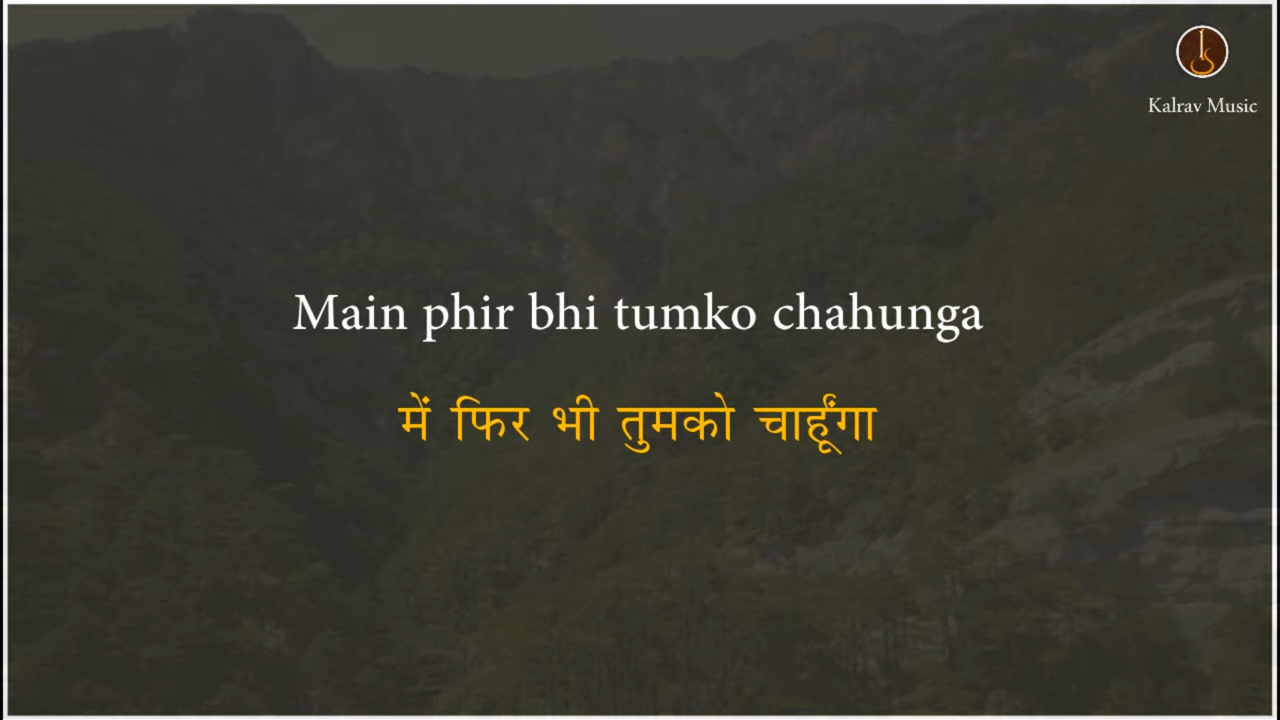 Kalrav Music
Main phir bhi tumko chahunga
में फिर भी तुमको चाहूंगा